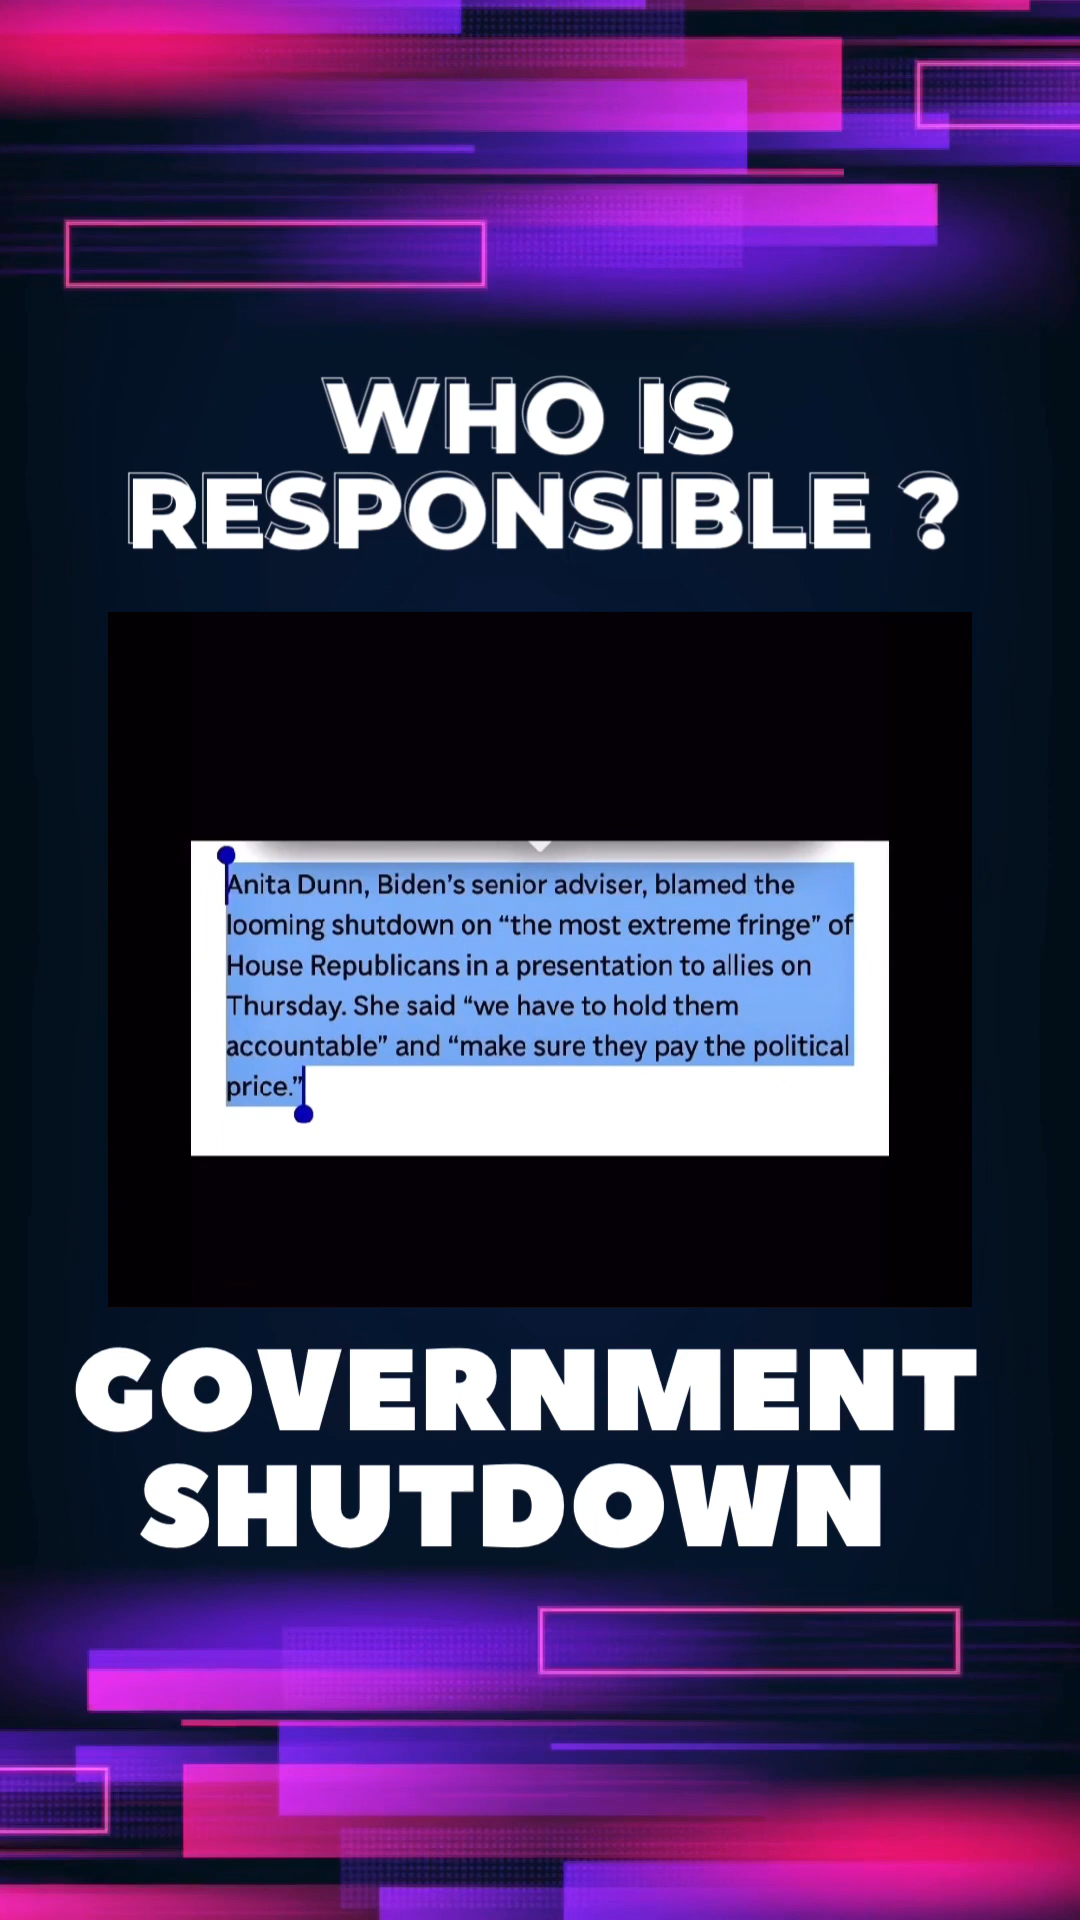 WHO IS
RESPONSIBLE ?
Anita Dunn, Biden’s senior adviser, blamed the
looming shutdown on “the most extreme fringe” of
House Republicans in a presentation to allies on
Thursday. She said “we have to hold them
accountable” and “make sure they pay the political
price.”
GOVERNMENT
SHUTDOWN